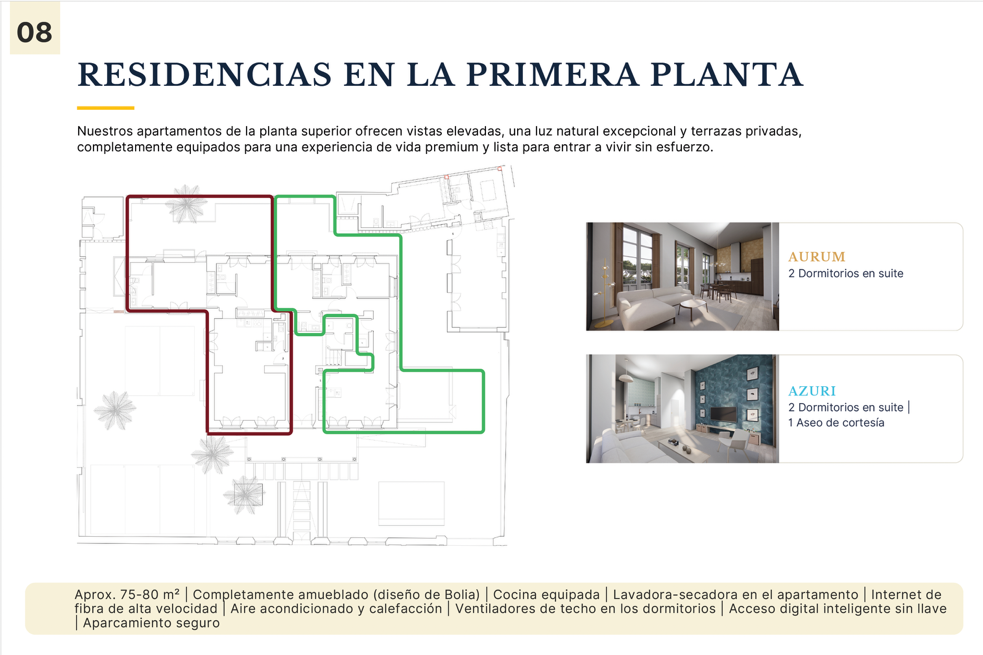 08
RESIDENCIAS EN LA PRIMERA PLANTA
Nuestros apartamentos de la planta superior ofrecen vistas elevadas, una luz natural excepcional y terrazas privadas,
completamente equipados para una experiencia de vida premium y lista para entrar a vivir sin esfuerzo.
AURUM
2 Dormitorios en suite
AZURI
2 Dormitorios en suite |
1 Aseo de cortesía
Aprox. 75-80 m² | Completamente amueblado (diseño de Bolia) | Cocina equipada | Lavadora-secadora en el apartamento | Internet de
fibra de alta velocidad | Aire acondicionado y calefacción | Ventiladores de techo en los dormitorios | Acceso digital inteligente sin llave
| Aparcamiento seguro